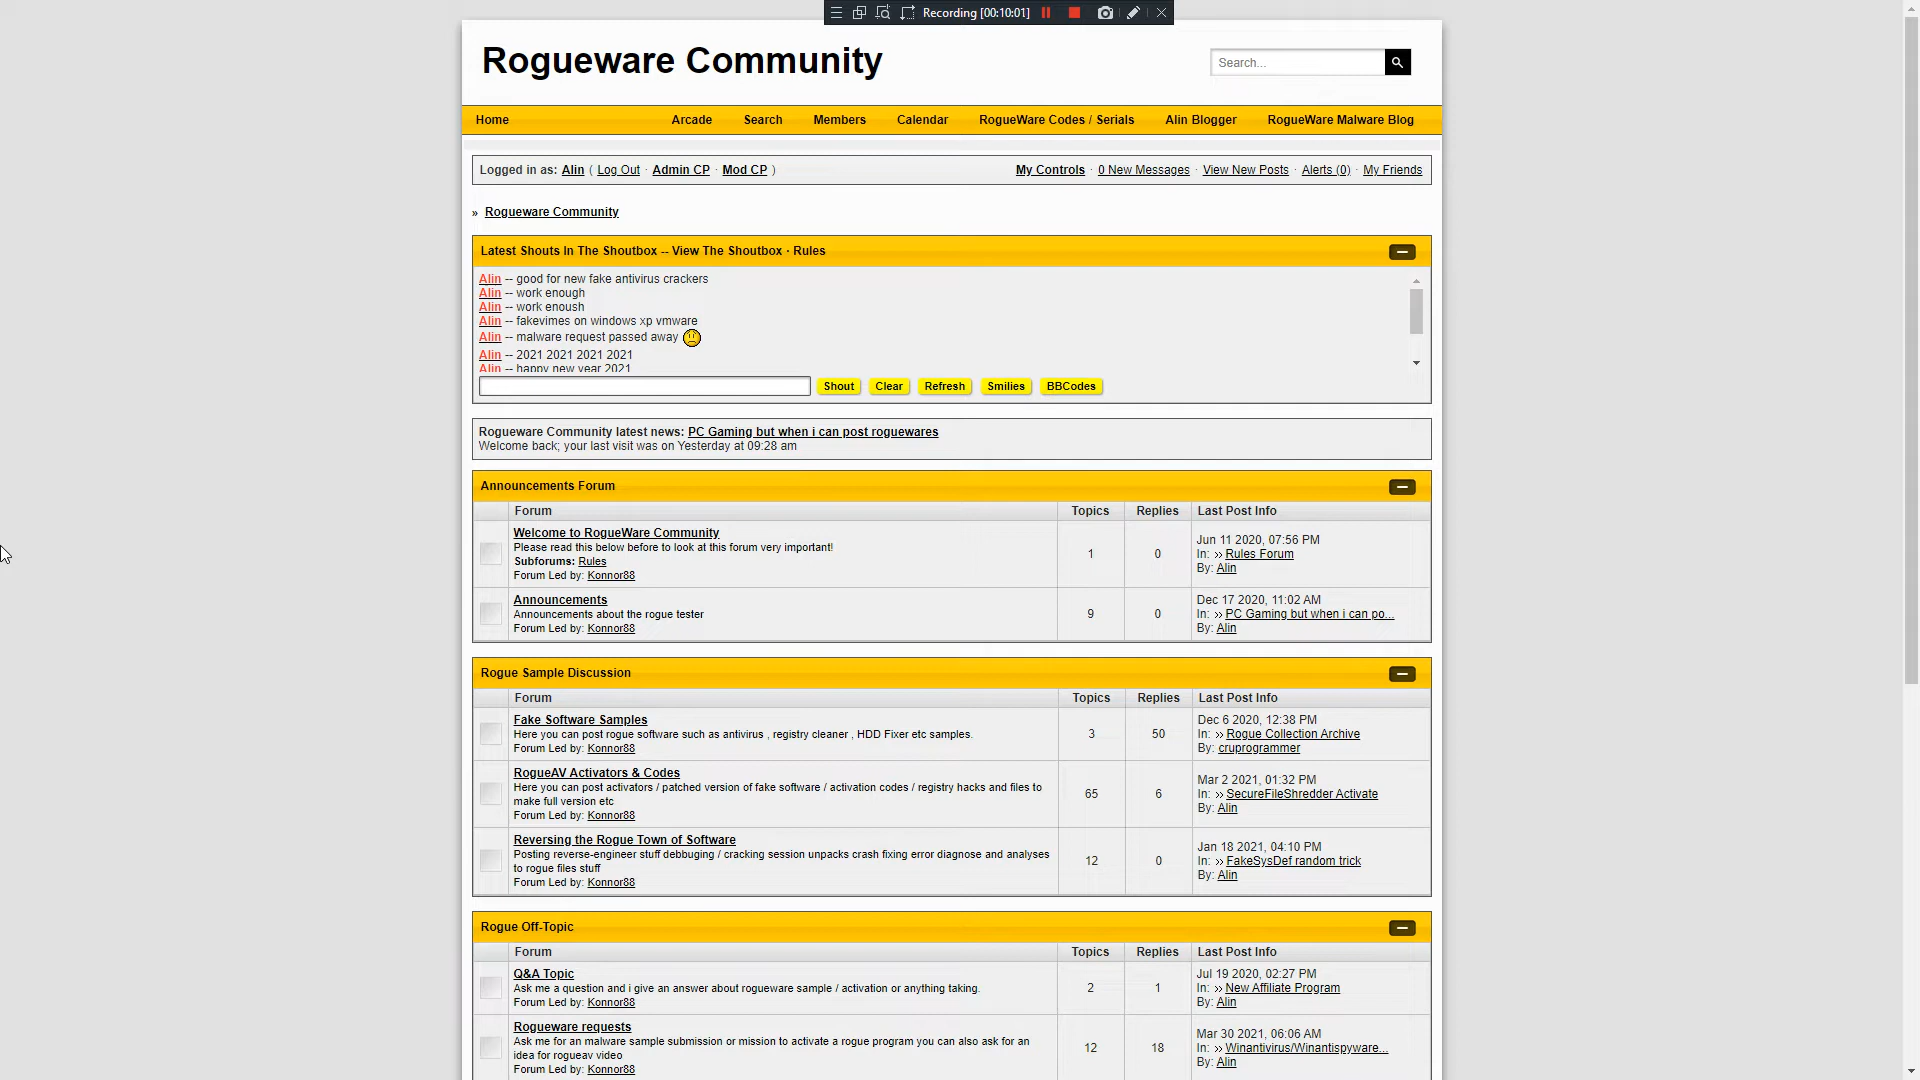 Recording [00:10:01]
Rogueware Community
Search...
Home Arcade Search Members Calendar RogueWare Codes / Serials Alin Blogger RogueWare Malware Blog
Logged in as: Alin ( Log Out · Admin CP · Mod CP ) My Controls · 0 New Messages · View New Posts · Alerts (0) · My Friends
» Rogueware Community
Latest Shouts In The Shoutbox -- View The Shoutbox · Rules
Alin -- good for new fake antivirus crackers
Alin -- work enough
Alin -- work enoush
Alin -- fakevimes on windows xp vmware
Alin -- malware request passed away
Alin -- 2021 2021 2021 2021
Alin -- happy new year 2021
Shout Clear Refresh Smilies BBCodes
Rogueware Community latest news: PC Gaming but when i can post roguewares
Welcome back; your last visit was on Yesterday at 09:28 am
Announcements Forum
Forum Topics Replies Last Post Info
Welcome to RogueWare Community
Please read this below before to look at this forum very important!
Subforums: Rules
Forum Led by: Konnor88
1 0
Jun 11 2020, 07:56 PM
In: »Rules Forum
By: Alin
Announcements
Announcements about the rogue tester
Forum Led by: Konnor88
9 0
Dec 17 2020, 11:02 AM
In: »PC Gaming but when i can po...
By: Alin
Rogue Sample Discussion
Forum Topics Replies Last Post Info
Fake Software Samples
Here you can post rogue software such as antivirus , registry cleaner , HDD Fixer etc samples.
Forum Led by: Konnor88
3 50
Dec 6 2020, 12:38 PM
In: »Rogue Collection Archive
By: cruprogrammer
RogueAV Activators & Codes
Here you can post activators / patched version of fake software / activation codes / registry hacks and files to
make full version etc
Forum Led by: Konnor88
65 6
Mar 2 2021, 01:32 PM
In: »SecureFileShredder Activate
By: Alin
Reversing the Rogue Town of Software
Posting reverse-engineer stuff debbuging / cracking session unpacks crash fixing error diagnose and analyses
to rogue files stuff
Forum Led by: Konnor88
12 0
Jan 18 2021, 04:10 PM
In: »FakeSysDef random trick
By: Alin
Rogue Off-Topic
Forum Topics Replies Last Post Info
Q&A Topic
Ask me a question and i give an answer about rogueware sample / activation or anything taking.
Forum Led by: Konnor88
2 1
Jul 19 2020, 02:27 PM
In: »New Affiliate Program
By: Alin
Rogueware requests
Ask me for an malware sample submission or mission to activate a rogue program you can also ask for an
idea for rogueav video
Forum Led by: Konnor88
12 18
Mar 30 2021, 06:06 AM
In: »Winantivirus/Winantispyware...
By: Alin